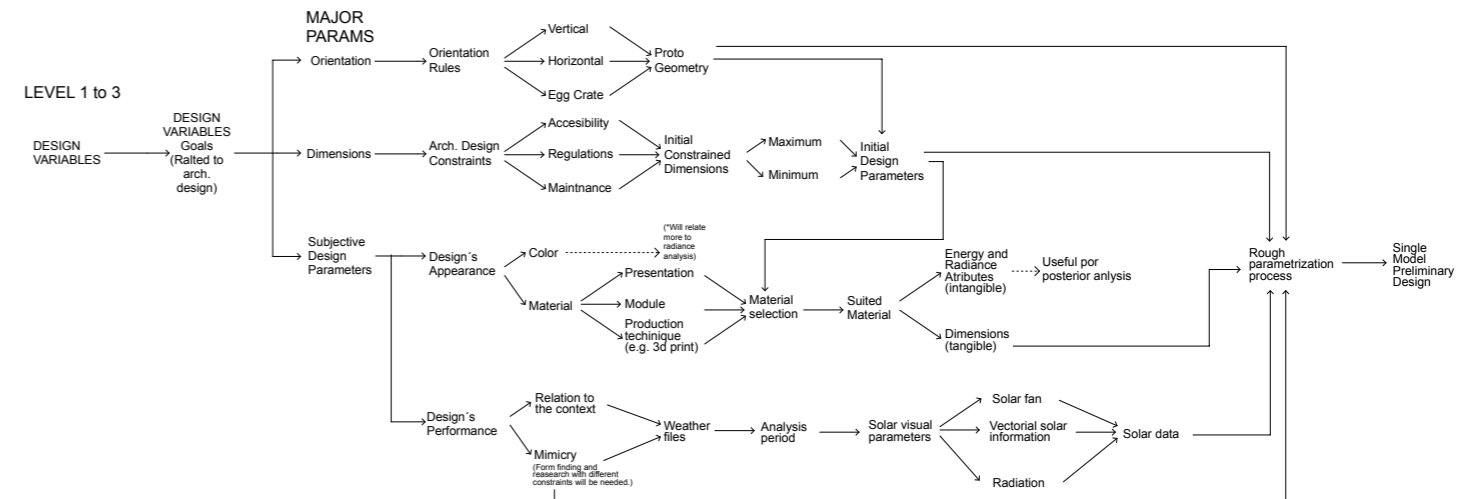 MAJOR
PARAMS
LEVEL 1 to 3
DESIGN
VARIABLES
DESIGN
VARIABLES
Goals
(Ralted to
arch.
design)
Orientation
Orientation
Rules
Vertical
Horizontal
Egg Crate
Proto
Geometry
Dimensions
Arch. Design
Constraints
Accesibility
Regulations
Maintnance
Initial
Constrained
Dimensions
Maximum
Minimum
Initial
Design
Parameters
Subjective
Design
Parameters
Design´s
Appearance
Color
(*Will relate
more to
radiance
analysis)
Material
Presentation
Module
Production
techinique
(e.g. 3d print)
Material
selection
Suited
Material
Energy and
Radiance
Atributes
(intangible)
Useful por
posterior anlysis
Dimensions
(tangible)
Rough
parametrization
process
Single
Model
Preliminary
Design
Design´s
Performance
Relation to
the context
Mimicry
(Form finding and
reasearch with different
constraints will be needed.)
Weather
files
Analysis
period
Solar visual
parameters
Solar fan
Vectorial solar
information
Radiation
Solar data